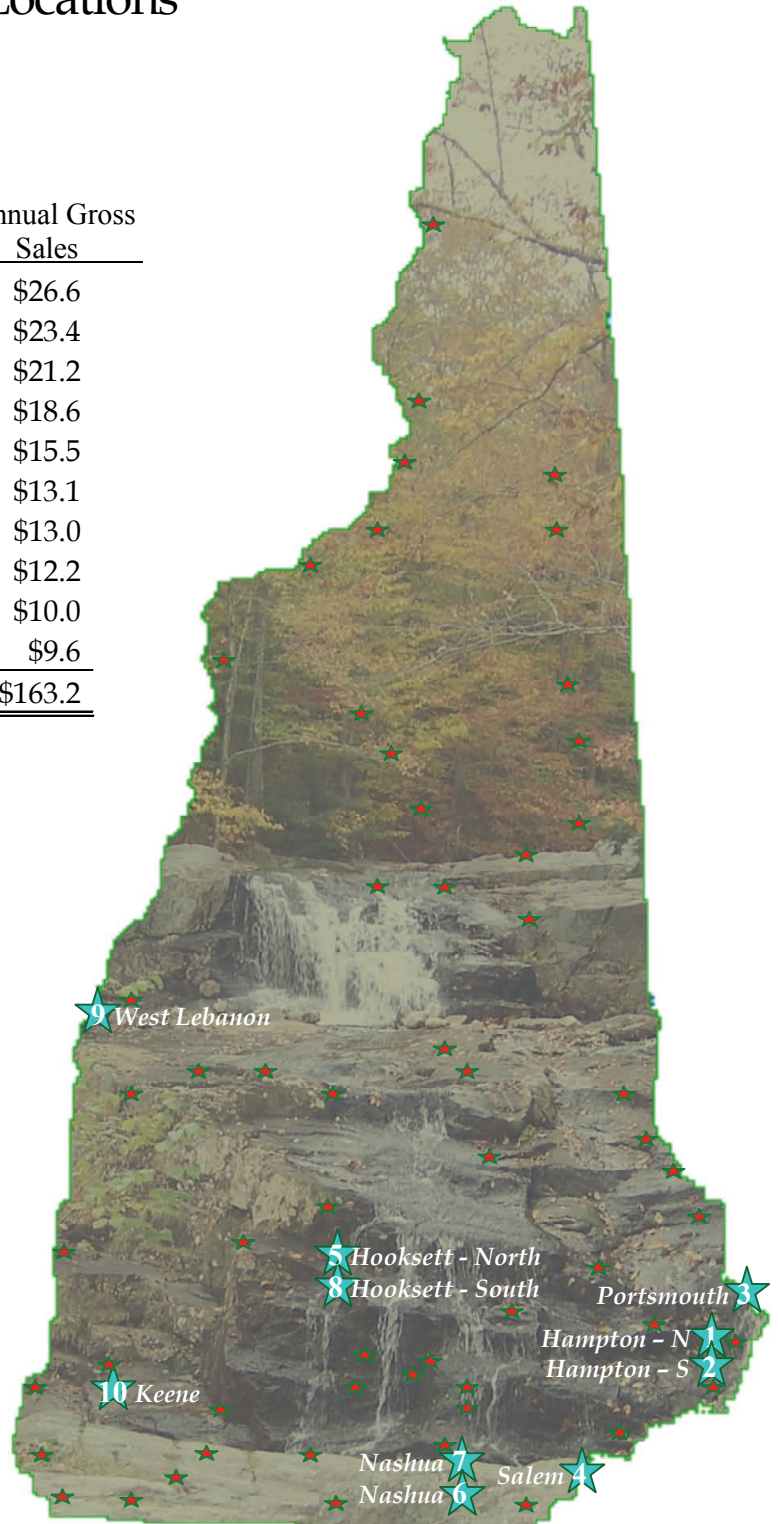 Locations
nnual Gross
Sales
$26.6
$23.4
$21.2
$18.6
$15.5
$13.1
$13.0
$12.2
$10.0
$9.6
$163.2
9 West Lebanon
5 Hooksett - North
8 Hooksett - South
Portsmouth 3
Hampton – N 1
Hampton – S 2
10 Keene
Nashua 7
Salem 4
Nashua 6